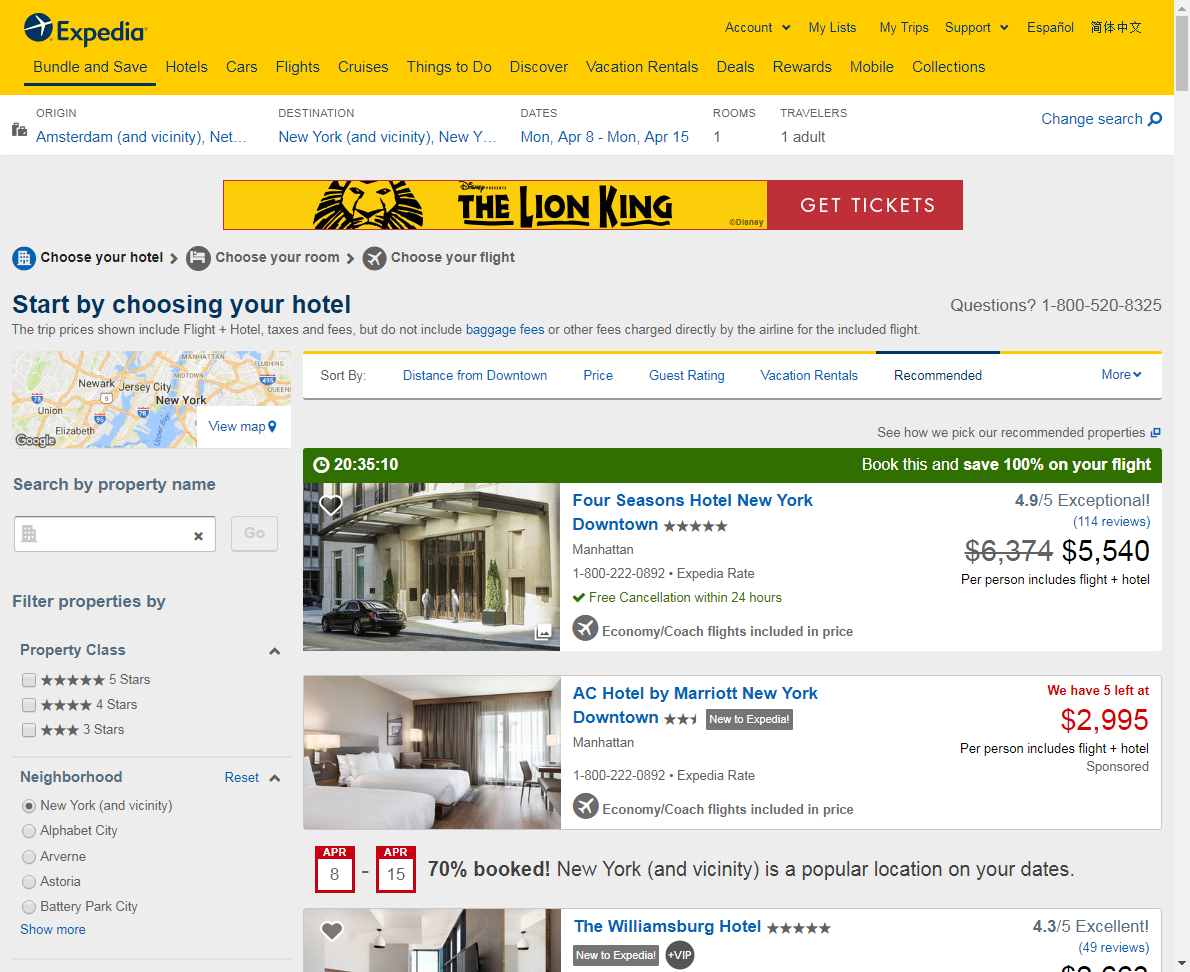 Expedia
Account My Lists My Trips Support Español 简体中文
Bundle and Save Hotels Cars Flights Cruises Things to Do Discover Vacation Rentals Deals Rewards Mobile Collections
ORIGIN DESTINATION DATES ROOMS TRAVELERS
Amsterdam (and vicinity), Net... New York (and vicinity), New Y... Mon, Apr 8 - Mon, Apr 15 1 1 adult
Change search
Disney PRESENTS
THE LION KING
©Disney
GET TICKETS
Choose your hotel Choose your room Choose your flight
Start by choosing your hotel
Questions? 1-800-520-8325
The trip prices shown include Flight + Hotel, taxes and fees, but do not include baggage fees or other fees charged directly by the airline for the included flight.
MANHATTAN
FLUSHING
MIDTOWN
Newark
Jersey City
495
QUEENS
9
78
New York
Union
78
95
Elizabeth
Upper Bay
Google
View map
Search by property name
Go
Filter properties by
Property Class
5 Stars
4 Stars
3 Stars
Neighborhood Reset
New York (and vicinity)
Alphabet City
Arverne
Astoria
Battery Park City
Show more
Sort By: Distance from Downtown Price Guest Rating Vacation Rentals Recommended More
See how we pick our recommended properties
20:35:10 Book this and save 100% on your flight
Four Seasons Hotel New York
Downtown
Manhattan
1-800-222-0892 • Expedia Rate
Free Cancellation within 24 hours
Economy/Coach flights included in price
4.9/5 Exceptional!
(114 reviews)
$6,374 $5,540
Per person includes flight + hotel
AC Hotel by Marriott New York
Downtown New to Expedia!
Manhattan
1-800-222-0892 • Expedia Rate
Economy/Coach flights included in price
We have 5 left at
$2,995
Per person includes flight + hotel
Sponsored
APR
8
-
APR
15
70% booked! New York (and vicinity) is a popular location on your dates.
The Williamsburg Hotel
New to Expedia! +VIP
4.3/5 Excellent!
(49 reviews)